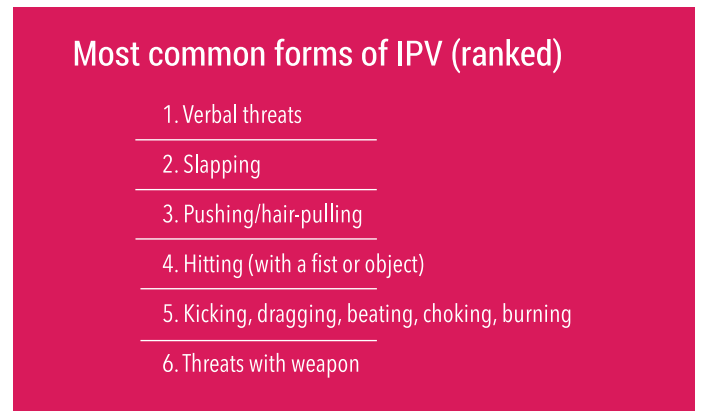 Most common forms of IPV (ranked)
1. Verbal threats
2. Slapping
3. Pushing/hair-pulling
4. Hitting (with a fist or object)
5. Kicking, dragging, beating, choking, burning
6. Threats with weapon